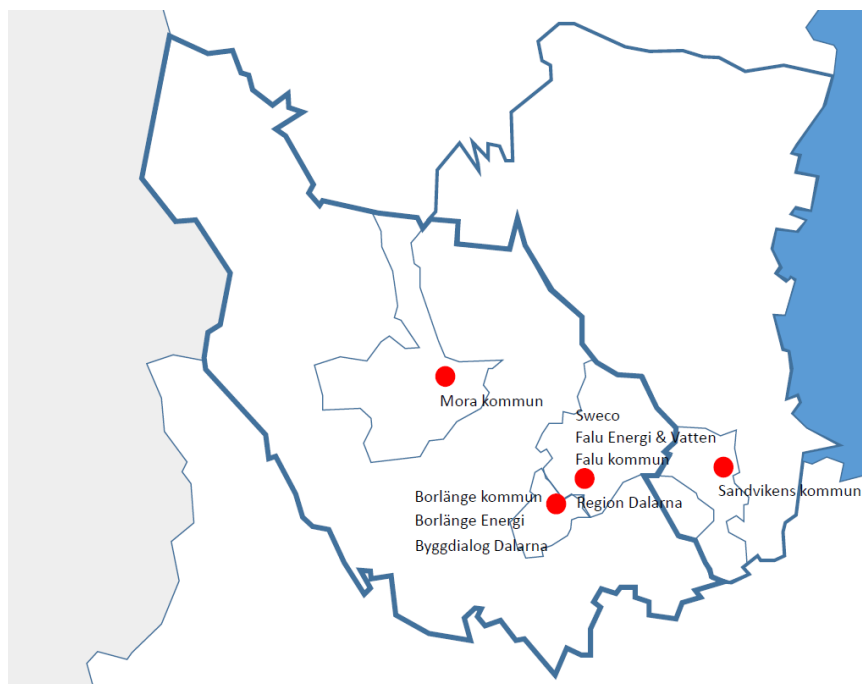 Mora kommun
Sweco
Falu Energi & Vatten
Falu kommun
Region Dalarna
Borlänge kommun
Borlänge Energi
Byggdialog Dalarna
Sandvikens kommun